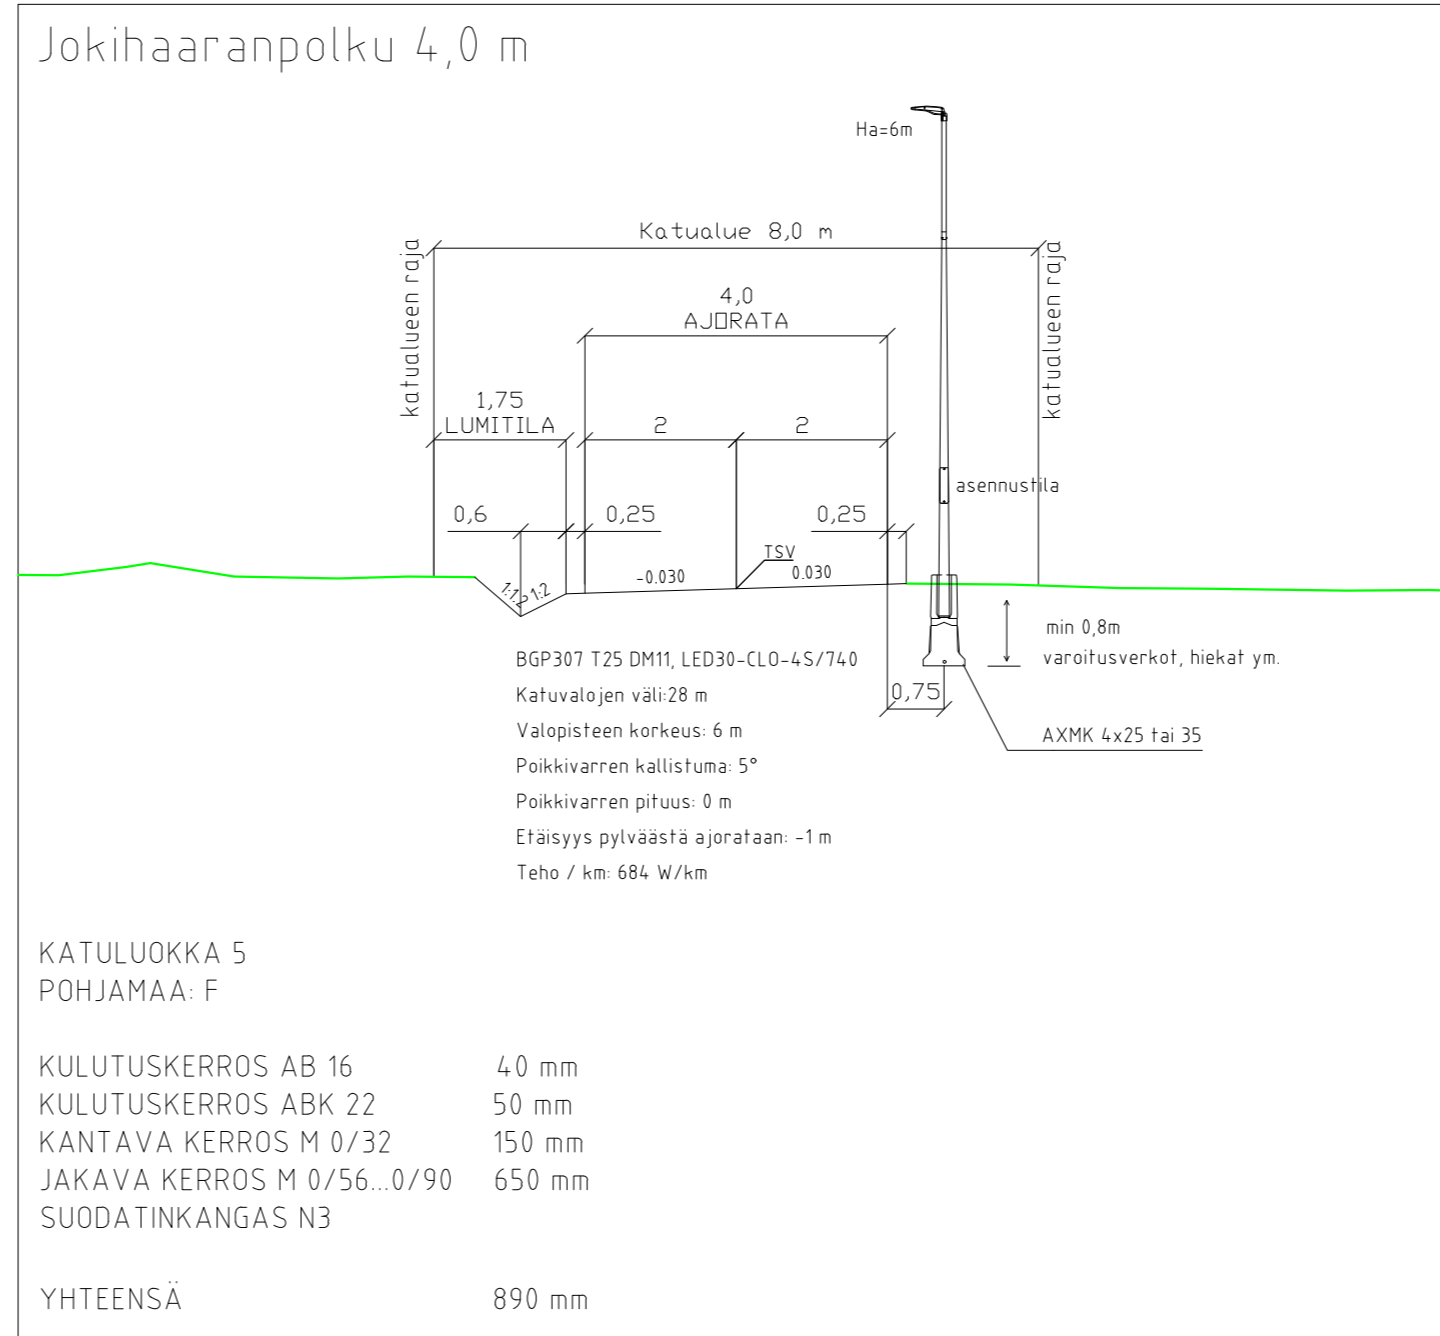 Jokihaaranpolku 4,0 m
Ha=6m
Katualue 8,0 m
katualueen raja
katualueen raja
4,0
AJORATA
1,75
LUMITILA
2
2
asennustila
0,6
0,25
0,25
TSV
-0.030
0.030
1:1.2
1:2
min 0,8m
varoitusverkot, hiekat ym.
BGP307 T25 DM11, LED30-CLO-4S/740
Katuvalojen väli:28 m
0,75
Valopisteen korkeus: 6 m
AXMK 4x25 tai 35
Poikkivarren kallistuma: 5°
Poikkivarren pituus: 0 m
Etäisyys pylväästä ajorataan: -1 m
Teho / km: 684 W/km
KATULUOKKA 5
POHJAMAA: F
KULUTUSKERROS AB 16 40 mm
KULUTUSKERROS ABK 22 50 mm
KANTAVA KERROS M 0/32 150 mm
JAKAVA KERROS M 0/56...0/90 650 mm
SUODATINKANGAS N3
YHTEENSÄ 890 mm